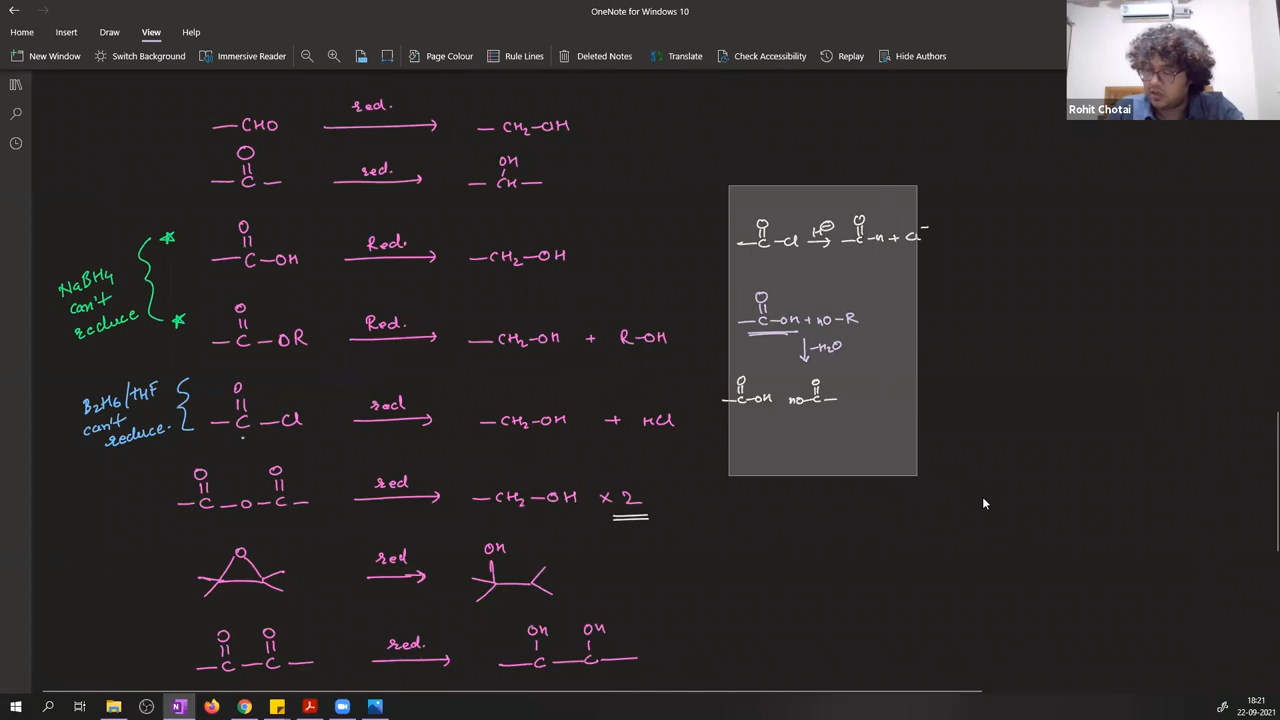 OneNote for Windows 10
Home Insert Draw View Help
New Window Switch Background Immersive Reader Page Colour Rule Lines Deleted Notes Translate Check Accessibility Replay Hide Authors
Rohit Chotai
—CHO red. — CH₂—OH
O
— C — red. OH
— CH —
NaBH4
can't
reduce
O
— C —OH Red. —CH₂—OH
O
— C —OR Red. —CH₂—OH + R—OH
B₂H₆/THF
can't
reduce.
O
— C —Cl red —CH₂—OH + HCl
O O
— C — O — C — red —CH₂—OH × 2
O red OH
O O
— C — C — red. OH OH
— C — C —
O
— C —Cl H⊖ O
— C —H + Cl⁻
O
— C —OH + HO—R
—H₂O
O O
— C —OH HO— C —
18:21
22-09-2021